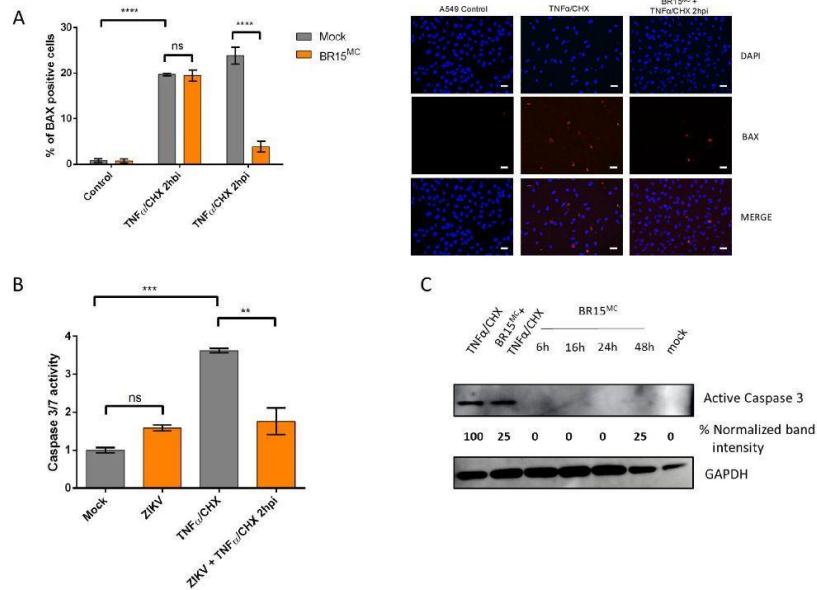 A
% of BAX positive cells
30
20
10
0
****
ns
****
Mock
BR15MC
Control
TNFα/CHX 2hbi
TNFα/CHX 2hpi
A549 Control
TNFα/CHX
BR15MC +
TNFα/CHX 2hpi
DAPI
BAX
MERGE
B
Caspase 3/7 activity
5
4
3
2
1
0
***
**
ns
Mock
ZIKV
TNFα/CHX
ZIKV + TNFα/CHX 2hpi
C
TNFα/CHX
BR15MC+
TNFα/CHX
BR15MC
6h 16h 24h 48h
mock
Active Caspase 3
100 25 0 0 0 25 0
% Normalized band
intensity
GAPDH